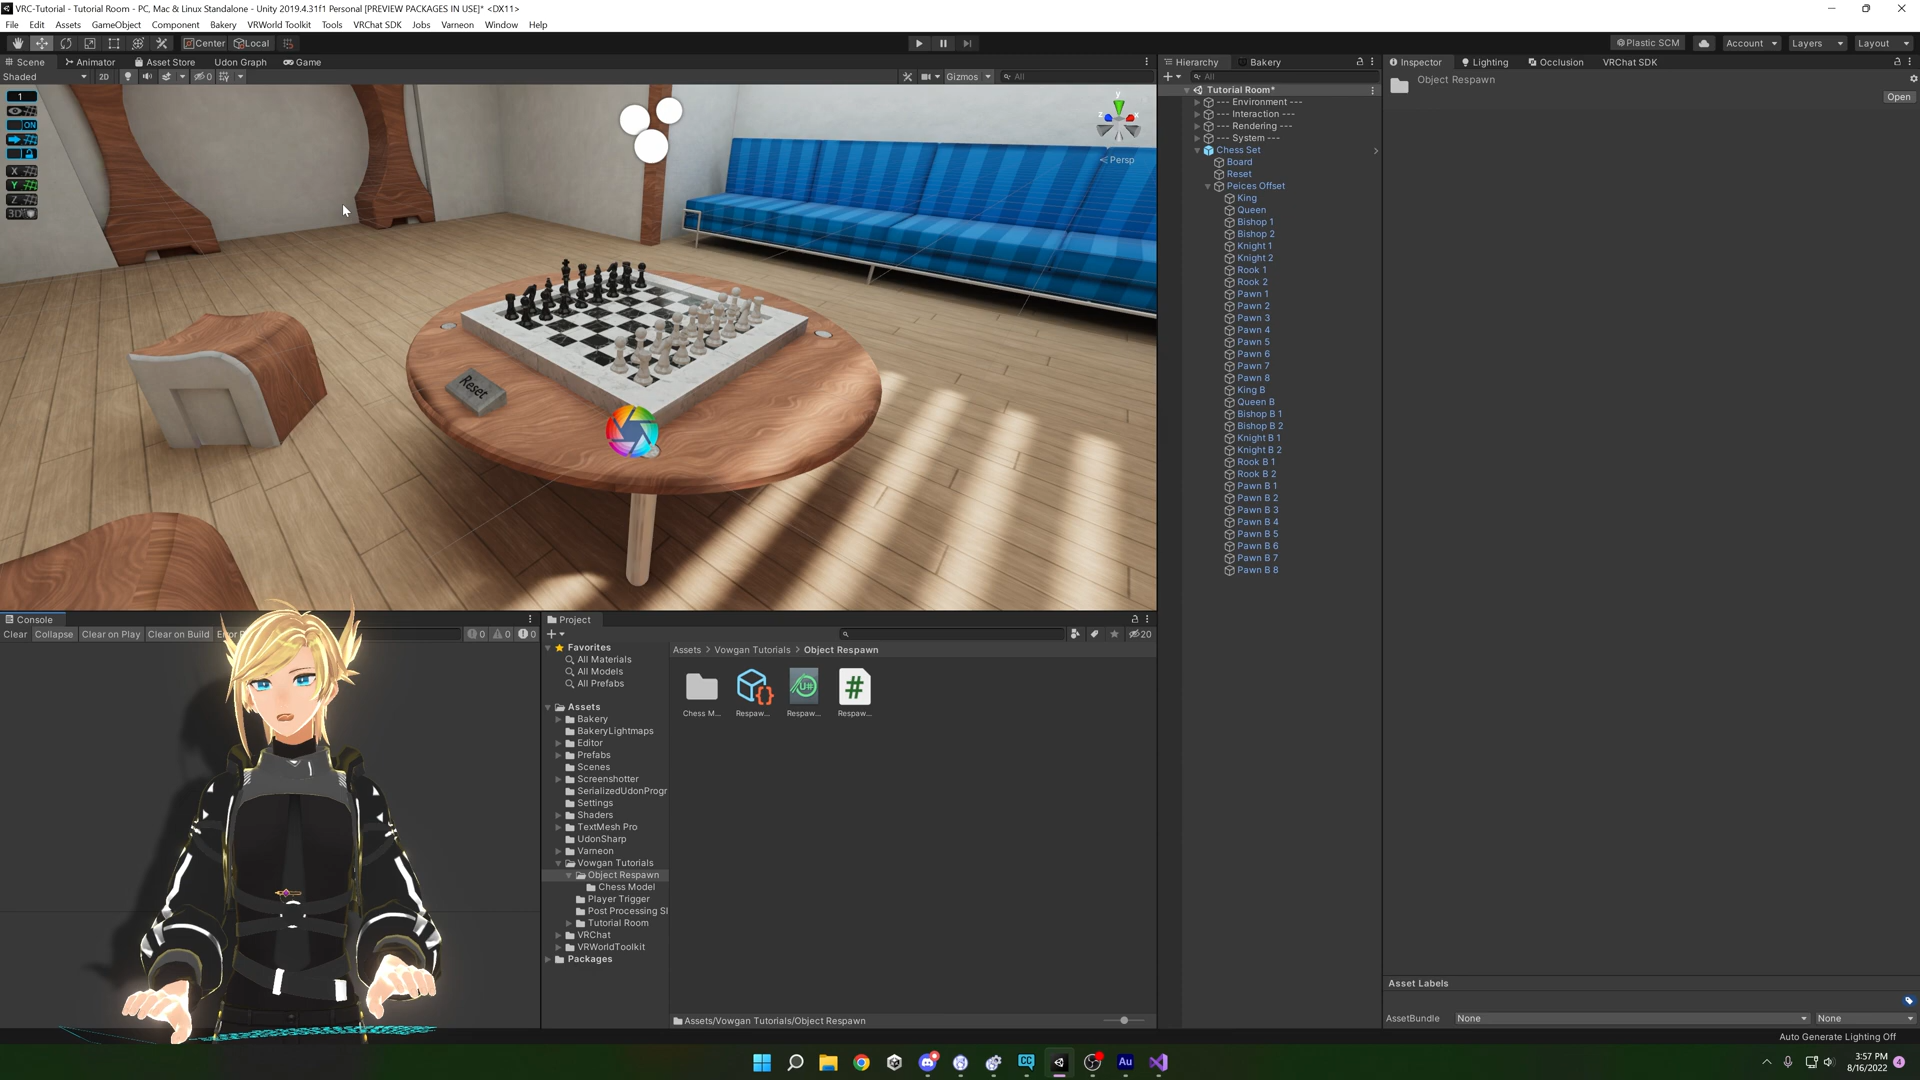 VRC-Tutorial - Tutorial Room - PC, Mac & Linux Standalone - Unity 2019.4.31f1 Personal [PREVIEW PACKAGES IN USE]* <DX11>
File Edit Assets GameObject Component Bakery VRWorld Toolkit Tools VRChat SDK Jobs Varneon Window Help
Center Local Plastic SCM Account Layers Layout
Scene Animator Asset Store Udon Graph Game
Shaded 2D 0 Gizmos All
1
ON
X
Y
Z
3D
y
z x
Persp
Reset
Hierarchy Bakery
All
Tutorial Room*
--- Environment ---
--- Interaction ---
--- Rendering ---
--- System ---
Chess Set
Board
Reset
Peices Offset
King
Queen
Bishop 1
Bishop 2
Knight 1
Knight 2
Rook 1
Rook 2
Pawn 1
Pawn 2
Pawn 3
Pawn 4
Pawn 5
Pawn 6
Pawn 7
Pawn 8
King B
Queen B
Bishop B 1
Bishop B 2
Knight B 1
Knight B 2
Rook B 1
Rook B 2
Pawn B 1
Pawn B 2
Pawn B 3
Pawn B 4
Pawn B 5
Pawn B 6
Pawn B 7
Pawn B 8
Inspector Lighting Occlusion VRChat SDK
Object Respawn
Open
Asset Labels
AssetBundle None None
Auto Generate Lighting Off
Console
Clear Collapse Clear on Play Clear on Build 0 0 0
Project
20
Favorites
All Materials
All Models
All Prefabs
Assets
Bakery
BakeryLightmaps
Editor
Prefabs
Scenes
Screenshotter
SerializedUdonProgr
Settings
Shaders
TextMesh Pro
UdonSharp
Varneon
Vowgan Tutorials
Object Respawn
Chess Model
Player Trigger
Post Processing Sl
Tutorial Room
VRChat
VRWorldToolkit
Packages
Assets > Vowgan Tutorials > Object Respawn
U#
#
Chess M... Respaw... Respaw... Respaw...
Assets/Vowgan Tutorials/Object Respawn
CC
Au
3:57 PM
8/16/2022
4